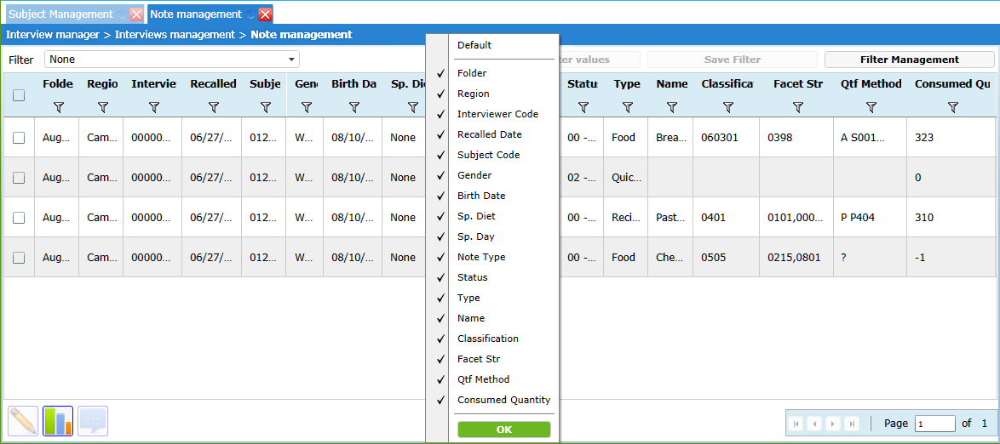 Subject Management
Note management
Interview manager > Interviews management > Note management
Filter
None
ter values
Save Filter
Filter Management
Folde Regio Intervie Recalled Subje Gen Birth Da Sp. Die Statu Type Name Classifica Facet Str Qtf Method Consumed Qu
Aug... Cam... 00000... 06/27/... 012... W... 08/10/... None 00 -... Food Brea... 060301 0398 A S001... 323
Aug... Cam... 00000... 06/27/... 012... W... 08/10/... None 02 -... Quic... 0
Aug... Cam... 00000... 06/27/... 012... W... 08/10/... None 00 -... Reci... Past... 0401 0101,000... P P404 310
Aug... Cam... 00000... 06/27/... 012... W... 08/10/... None 00 -... Food Che... 0505 0215,0801 ? -1
Default
Folder
Region
Interviewer Code
Recalled Date
Subject Code
Gender
Birth Date
Sp. Diet
Sp. Day
Note Type
Status
Type
Name
Classification
Facet Str
Qtf Method
Consumed Quantity
OK
Page 1 of 1